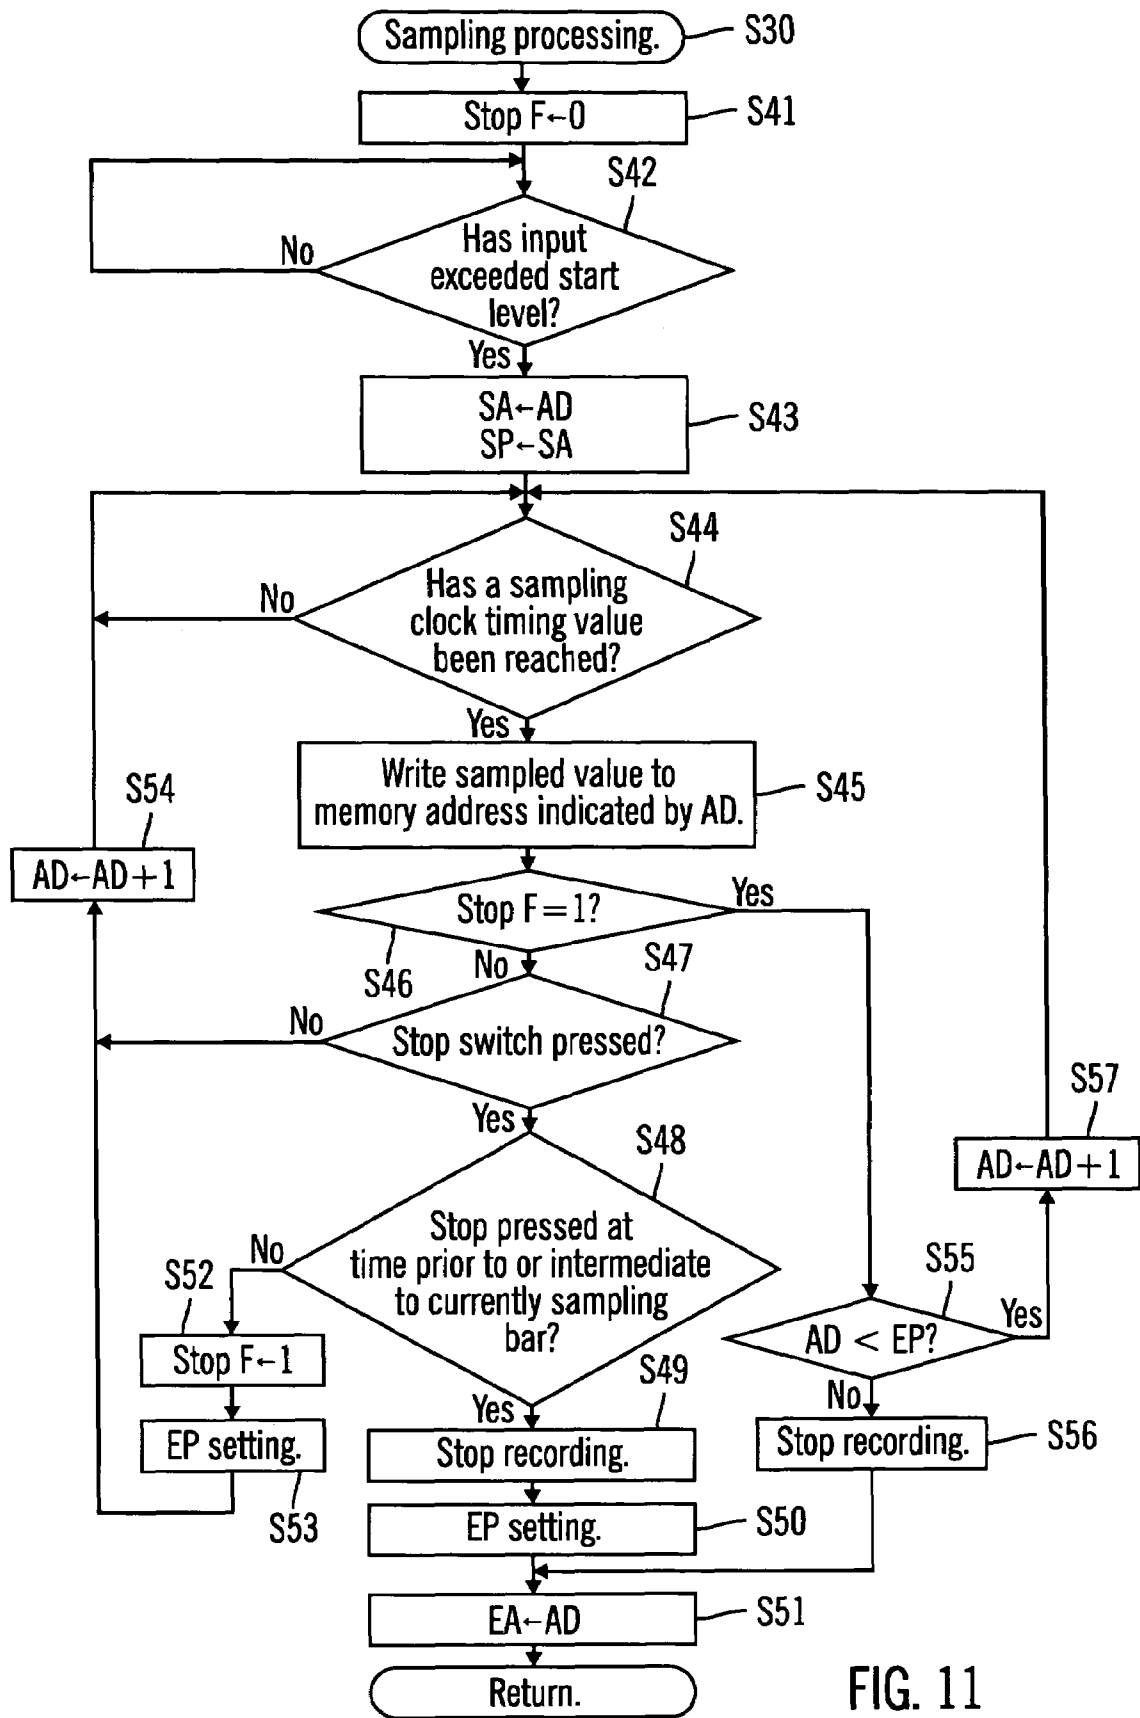 Sampling processing.
S30
Stop F←0
S41
S42
No
Has input
exceeded start
level?
Yes
SA←AD
SP←SA
S43
S44
No
Has a sampling
clock timing value
been reached?
Yes
Write sampled value to
memory address indicated by AD.
S45
S54
AD←AD+1
Stop F=1?
Yes
S46
No
S47
No
Stop switch pressed?
Yes
S57
AD←AD+1
S48
No
Stop pressed at
time prior to or intermediate
to currently sampling
bar?
S52
Stop F←1
S55
AD < EP?
Yes
No
Yes
S49
Stop recording.
EP setting.
S53
Stop recording.
S56
EP setting.
S50
EA←AD
S51
Return.
FIG. 11